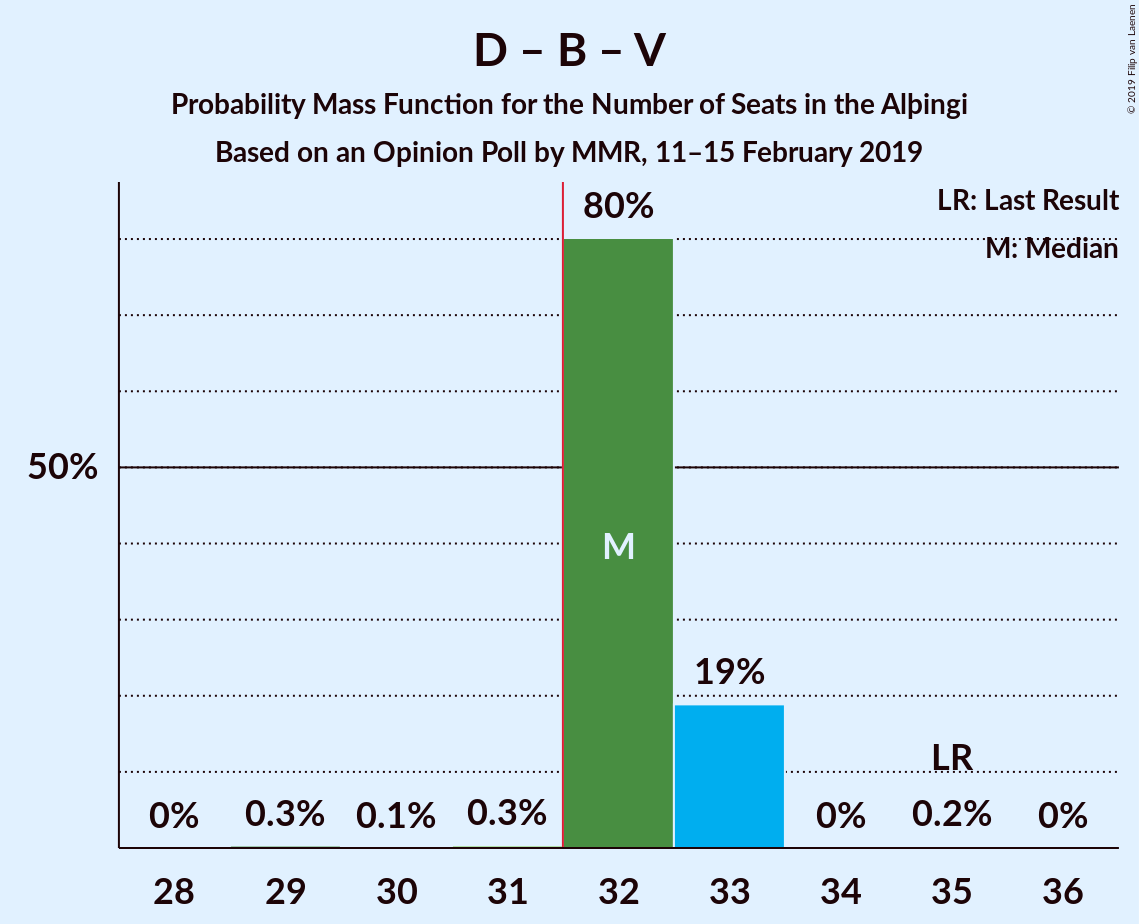 D – B – V
Probability Mass Function for the Number of Seats in the Alþingi
Based on an Opinion Poll by MMR, 11–15 February 2019
© 2019 Filip van Laenen
LR: Last Result
M: Median
80%
50%
M
19%
LR
0% 0.3% 0.1% 0.3% 0% 0.2% 0%
28 29 30 31 32 33 34 35 36